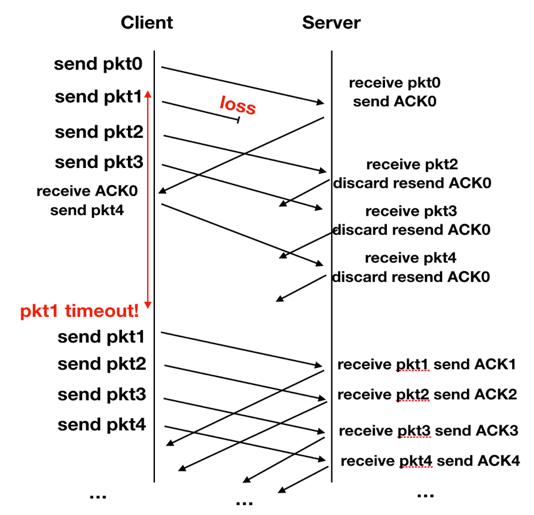 Client
Server
send pkt0
send pkt1
loss
send pkt2
send pkt3
receive ACK0
send pkt4
pkt1 timeout!
send pkt1
send pkt2
send pkt3
send pkt4
receive pkt0
send ACK0
receive pkt2
discard resend ACK0
receive pkt3
discard resend ACK0
receive pkt4
discard resend ACK0
receive pkt1 send ACK1
receive pkt2 send ACK2
receive pkt3 send ACK3
receive pkt4 send ACK4
...
...
...